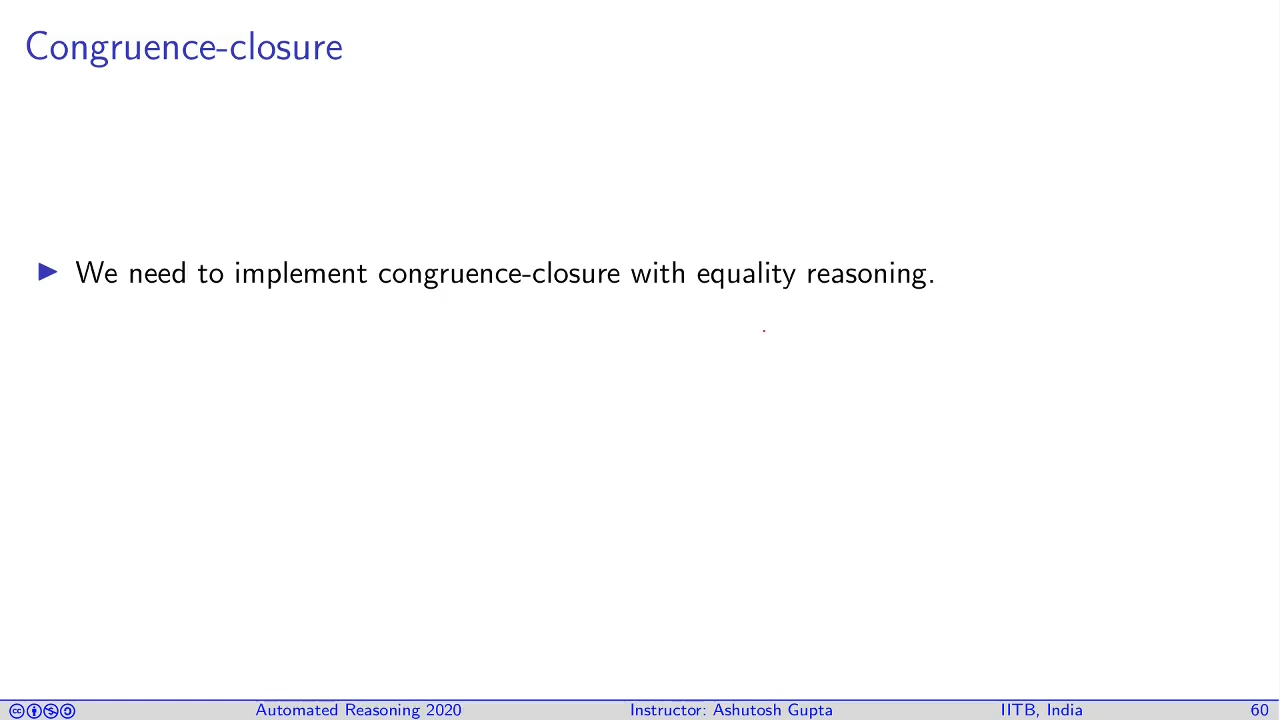 Congruence-closure
We need to implement congruence-closure with equality reasoning.
Automated Reasoning 2020 Instructor: Ashutosh Gupta IITB, India 60